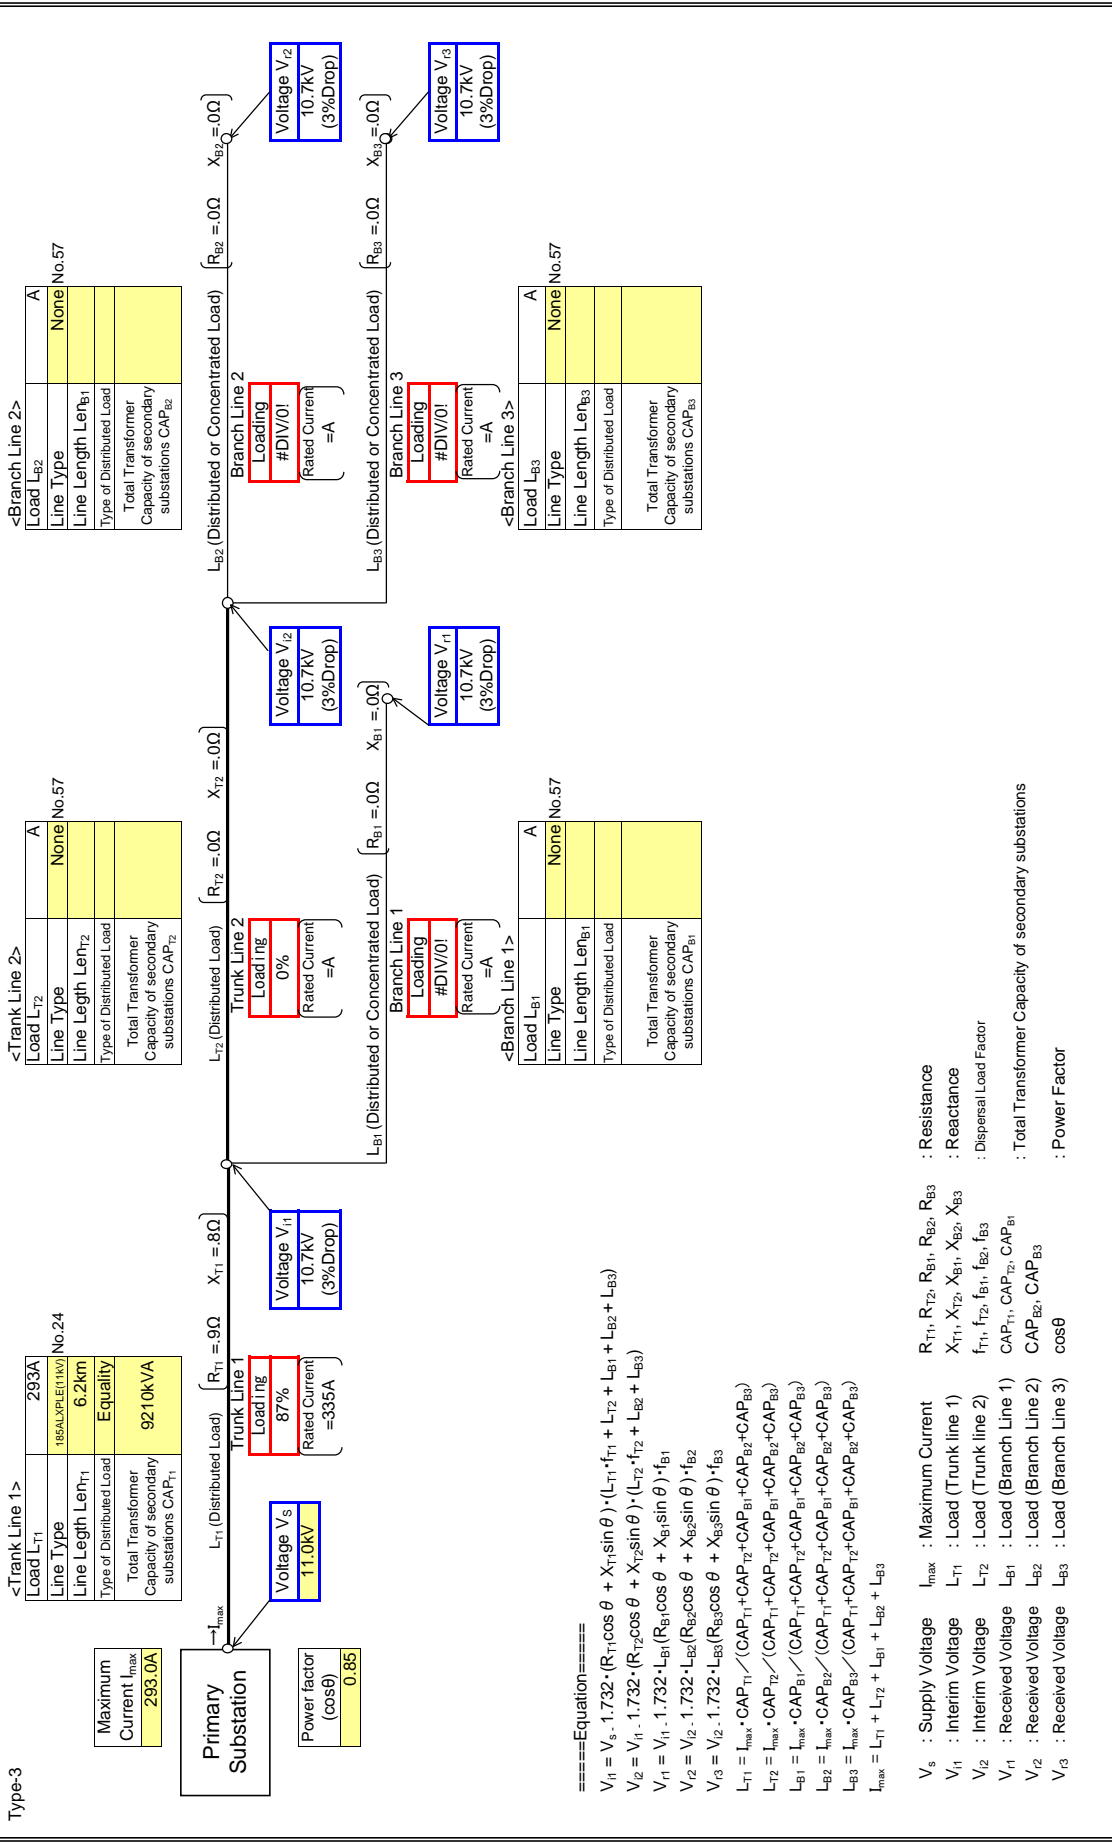 Type-3
<Trank Line 1>
Load LT1 293A
Line Type 185ALXPLE(11kV) No.24
Line Legth LenT1 6.2km
Type of Distributed Load Equality
Total Transformer
Capacity of secondary
substations CAPT1
9210kVA
<Trank Line 2>
Load LT2 A
Line Type None No.57
Line Length LenT2
Type of Distributed Load
Total Transformer
Capacity of secondary
substations CAPT2
<Branch Line 2>
Load LB2 A
Line Type None No.57
Line Length LenB1
Type of Distributed Load
Total Transformer
Capacity of secondary
substations CAPB2
Maximum
Current Imax
293.0A
Primary
Substation
→Imax
Power factor
(cosθ)
0.85
Voltage VS
11.0kV
LT1 (Distributed Load)
RT1 =.9Ω XT1 =.8Ω
Trunk Line 1
Loading
87%
Rated Current
=335A
Voltage Vi1
10.7kV
(3%Drop)
LT2 (Distributed Load)
RT2 =.0Ω XT2 =.0Ω
Trunk Line 2
Loading
0%
Rated Current
=A
Voltage Vi2
10.7kV
(3%Drop)
LB2 (Distributed or Concentrated Load)
RB2 =.0Ω XB2 =.0Ω
Branch Line 2
Loading
#DIV/0!
Rated Current
=A
Voltage Vr2
10.7kV
(3%Drop)
LB1 (Distributed or Concentrated Load)
RB1 =.0Ω XB1 =.0Ω
Branch Line 1
Loading
#DIV/0!
Rated Current
=A
Voltage Vr1
10.7kV
(3%Drop)
LB3 (Distributed or Concentrated Load)
RB3 =.0Ω XB3 =.0Ω
Branch Line 3
Loading
#DIV/0!
Rated Current
=A
Voltage Vr3
10.7kV
(3%Drop)
<Branch Line 1>
Load LB1 A
Line Type None No.57
Line Length LenB1
Type of Distributed Load
Total Transformer
Capacity of secondary
substations CAPB1
<Branch Line 3>
Load LB3 A
Line Type None No.57
Line Length LenB3
Type of Distributed Load
Total Transformer
Capacity of secondary
substations CAPB3
=====Equation=====
Vi1 = Vs - 1.732・(RT1cos θ + XT1sin θ)・(LT1・fT1 + LT2 + LB1 + LB2 + LB3)
Vi2 = Vi1 - 1.732・(RT2cos θ + XT2sin θ)・(LT2・fT2 + LB2 + LB3)
Vr1 = Vi1 - 1.732・LB1(RB1cos θ + XB1sin θ)・fB1
Vr2 = Vi2 - 1.732・LB2(RB2cos θ + XB2sin θ)・fB2
Vr3 = Vi2 - 1.732・LB3(RB3cos θ + XB3sin θ)・fB3
LT1 = Imax・CAPT1／(CAPT1+CAPT2+CAPB1+CAPB2+CAPB3)
LT2 = Imax・CAPT2／(CAPT1+CAPT2+CAPB1+CAPB2+CAPB3)
LB1 = Imax・CAPB1／(CAPT1+CAPT2+CAPB1+CAPB2+CAPB3)
LB2 = Imax・CAPB2／(CAPT1+CAPT2+CAPB1+CAPB2+CAPB3)
LB3 = Imax・CAPB3／(CAPT1+CAPT2+CAPB1+CAPB2+CAPB3)
Imax = LT1 + LT2 + LB1 + LB2 + LB3
Vs : Supply Voltage Imax : Maximum Current RT1, RT2, RB1, RB2, RB3 : Resistance
Vi1 : Interim Voltage LT1 : Load (Trunk line 1) XT1, XT2, XB1, XB2, XB3 : Reactance
Vi2 : Interim Voltage LT2 : Load (Trunk line 2) fT1, fT2, fB1, fB2, fB3 : Dispersal Load Factor
Vr1 : Received Voltage LB1 : Load (Branch Line 1) CAPT1, CAPT2, CAPB1 : Total Transformer Capacity of secondary substations
Vr2 : Received Voltage LB2 : Load (Branch Line 2) CAPB2, CAPB3
Vr3 : Received Voltage LB3 : Load (Branch Line 3) cosθ : Power Factor